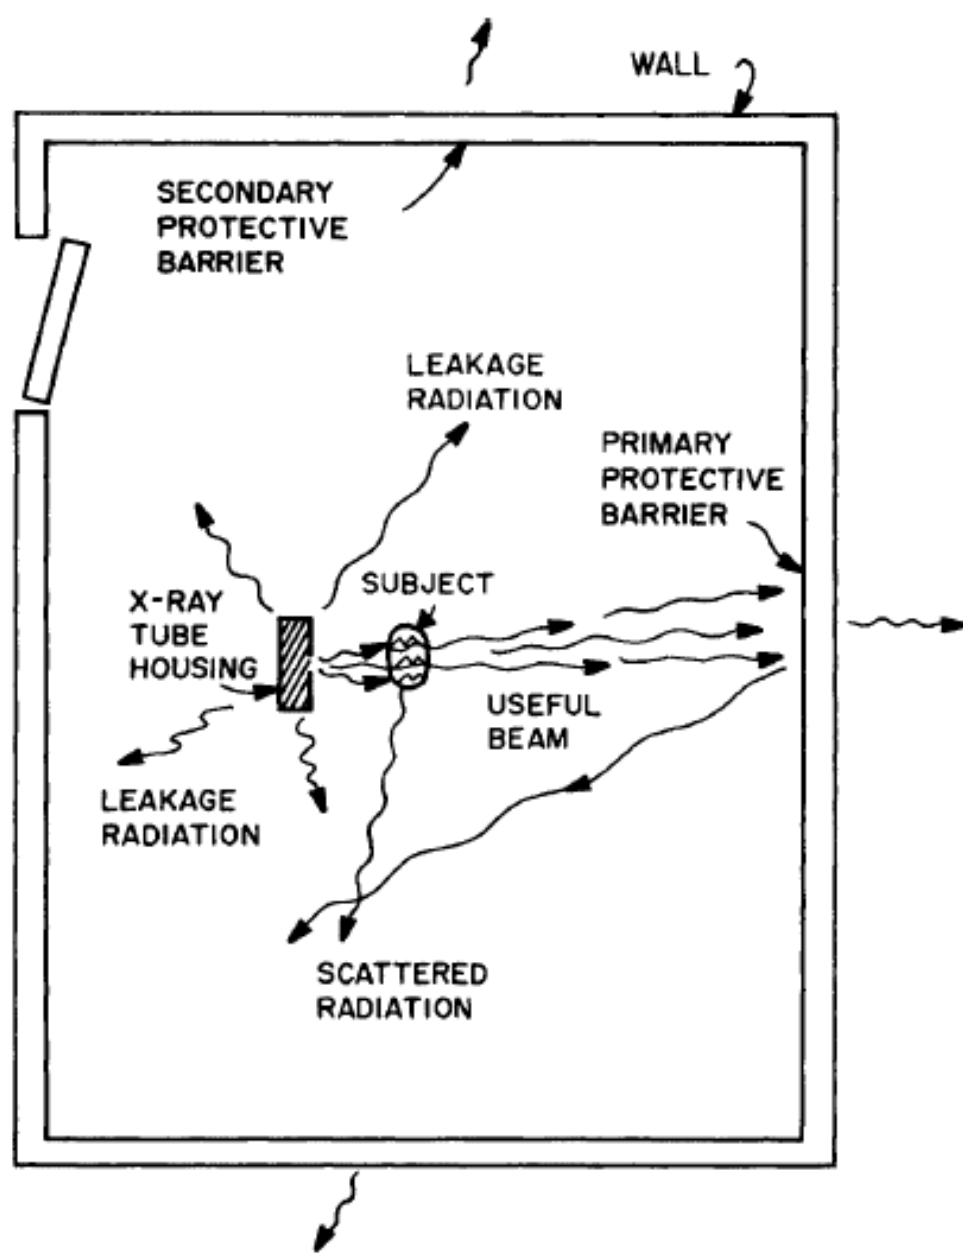 WALL
SECONDARY
PROTECTIVE
BARRIER
LEAKAGE
RADIATION
PRIMARY
PROTECTIVE
BARRIER
SUBJECT
X-RAY
TUBE
HOUSING
USEFUL
BEAM
LEAKAGE
RADIATION
SCATTERED
RADIATION